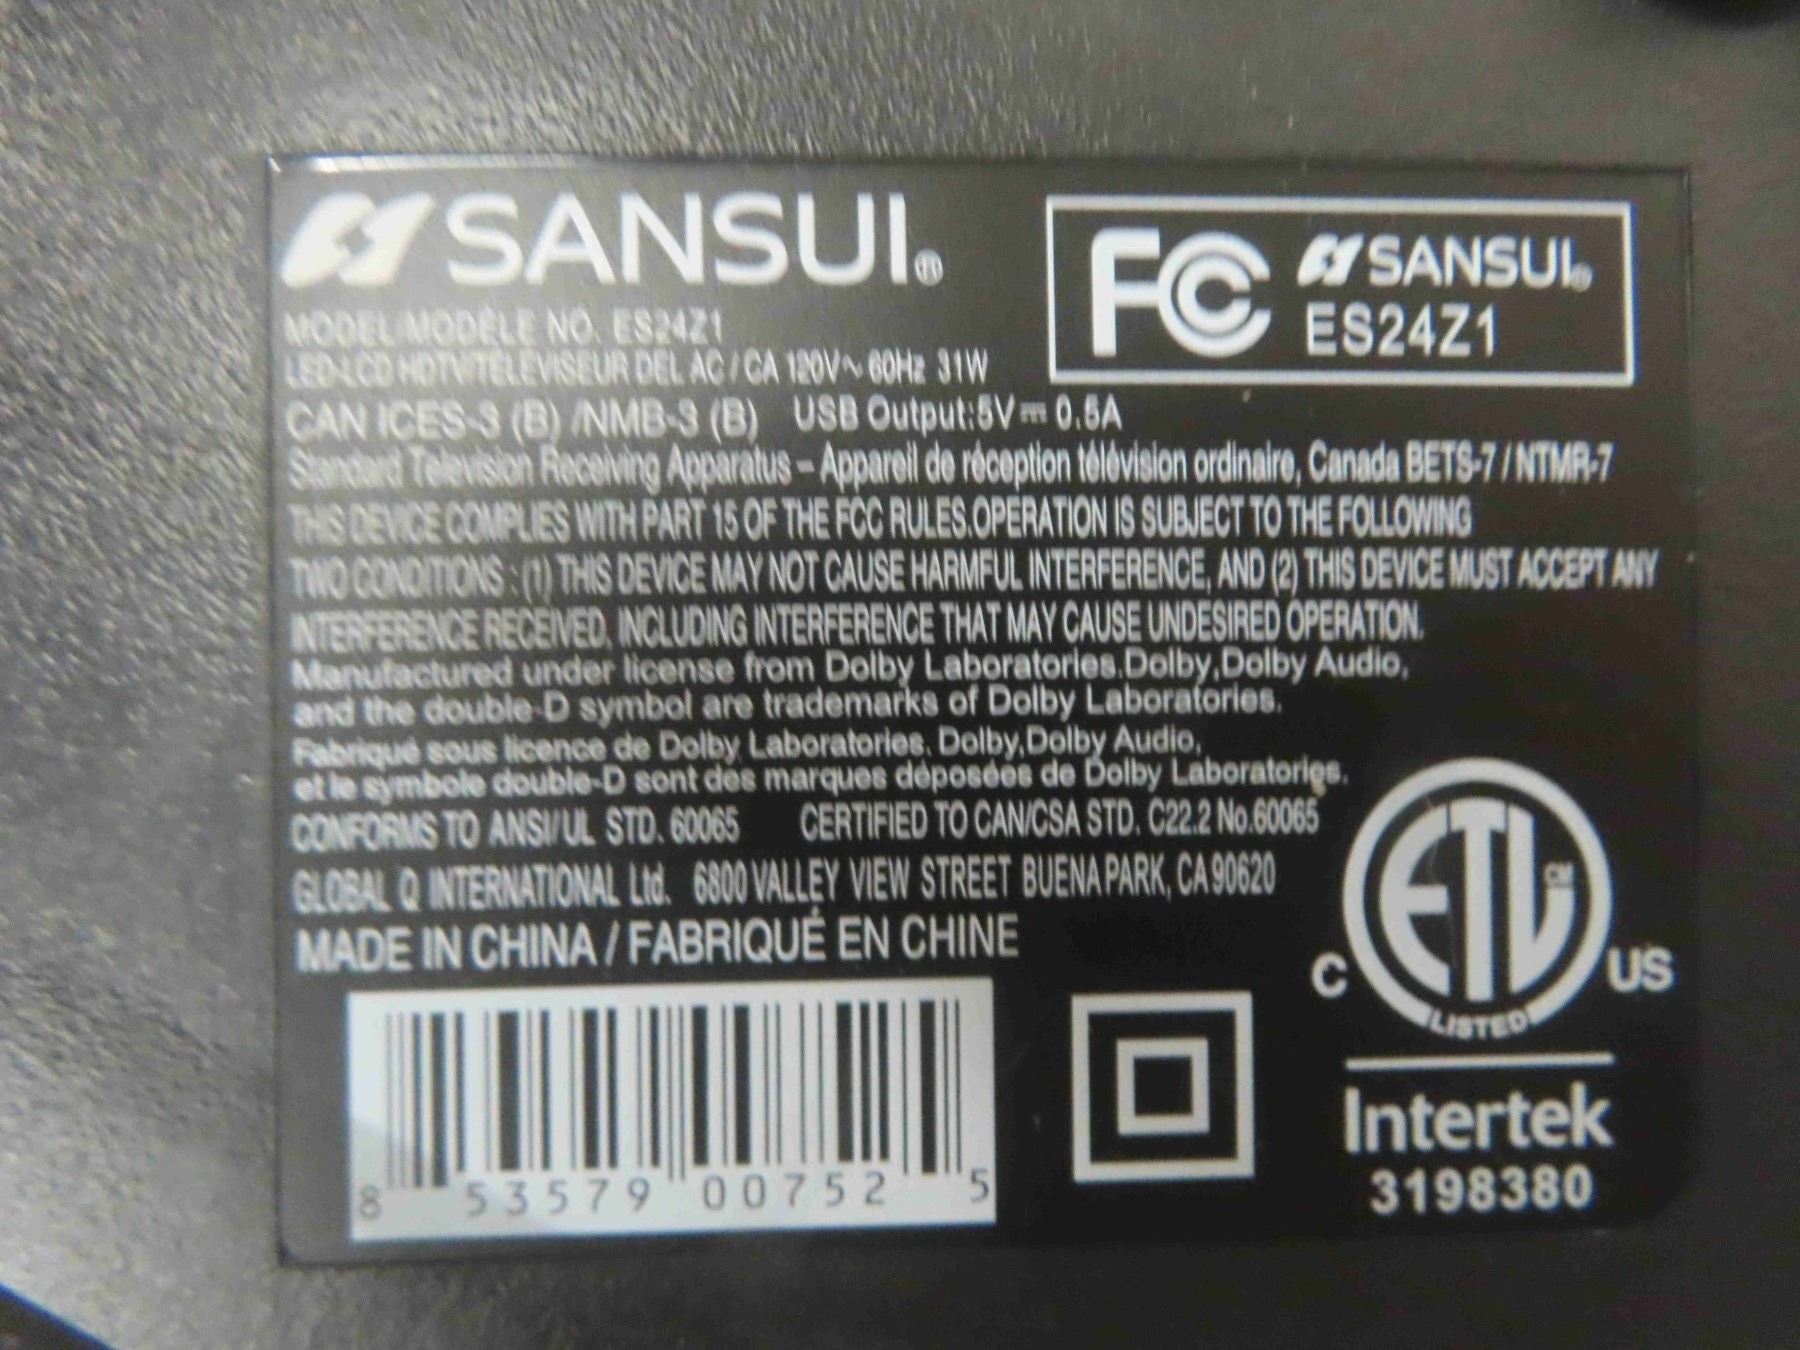 SANSUI®
MODEL/MODÈLE NO. ES24Z1
LED-LCD HDTV/TÉLÉVISEUR DEL AC / CA 120V~ 60Hz 31W
FC SANSUI®
ES24Z1
CAN ICES-3 (B) /NMB-3 (B) USB Output:5V⎓0.5A
Standard Television Receiving Apparatus – Appareil de réception télévision ordinaire, Canada BETS-7 / NTMR-7
THIS DEVICE COMPLIES WITH PART 15 OF THE FCC RULES.OPERATION IS SUBJECT TO THE FOLLOWING
TWO CONDITIONS : (1) THIS DEVICE MAY NOT CAUSE HARMFUL INTERFERENCE, AND (2) THIS DEVICE MUST ACCEPT ANY
INTERFERENCE RECEIVED, INCLUDING INTERFERENCE THAT MAY CAUSE UNDESIRED OPERATION.
Manufactured under license from Dolby Laboratories.Dolby,Dolby Audio,
and the double-D symbol are trademarks of Dolby Laboratories.
Fabriqué sous licence de Dolby Laboratories. Dolby,Dolby Audio,
et le symbole double-D sont des marques déposées de Dolby Laboratories.
CONFORMS TO ANSI/UL STD. 60065 CERTIFIED TO CAN/CSA STD. C22.2 No.60065
GLOBAL Q INTERNATIONAL Ltd. 6800 VALLEY VIEW STREET BUENA PARK, CA 90620
MADE IN CHINA / FABRIQUÉ EN CHINE
8 53579 00752 5
C ETL CM US
LISTED
Intertek
3198380